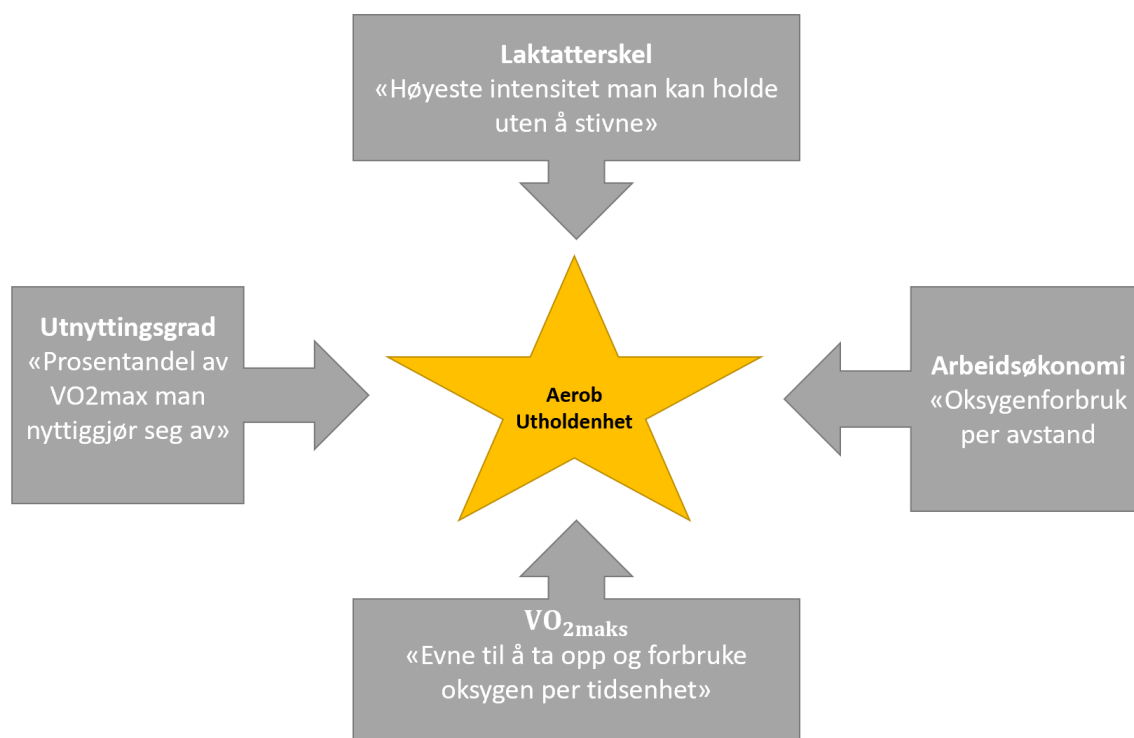 Laktatterskel
«Høyeste intensitet man kan holde
uten å stivne»
Utnyttingsgrad
«Prosentandel av
VO2max man
nyttiggjør seg av»
Aerob
Utholdenhet
Arbeidsøkonomi
«Oksygenforbruk
per avstand
VO₂maks
«Evne til å ta opp og forbruke
oksygen per tidsenhet»